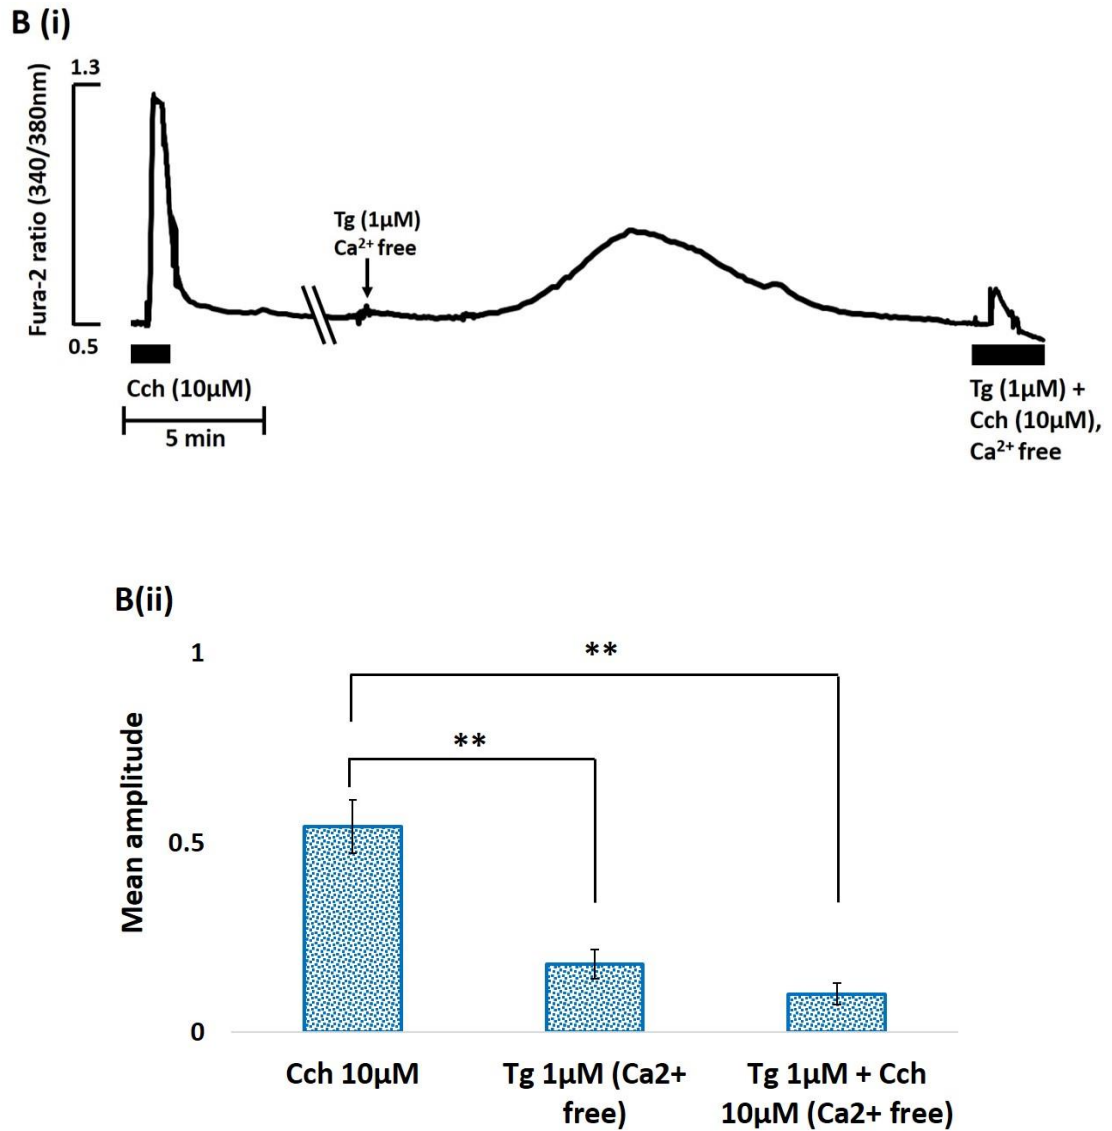 B (i)
1.3
Fura-2 ratio (340/380nm)
0.5
Tg (1µM)
Ca²⁺ free
Cch (10µM)
5 min
Tg (1µM) +
Cch (10µM),
Ca²⁺ free
B(ii)
1
**
**
Mean amplitude
0.5
0
Cch 10µM
Tg 1µM (Ca2+
free)
Tg 1µM + Cch
10µM (Ca2+ free)